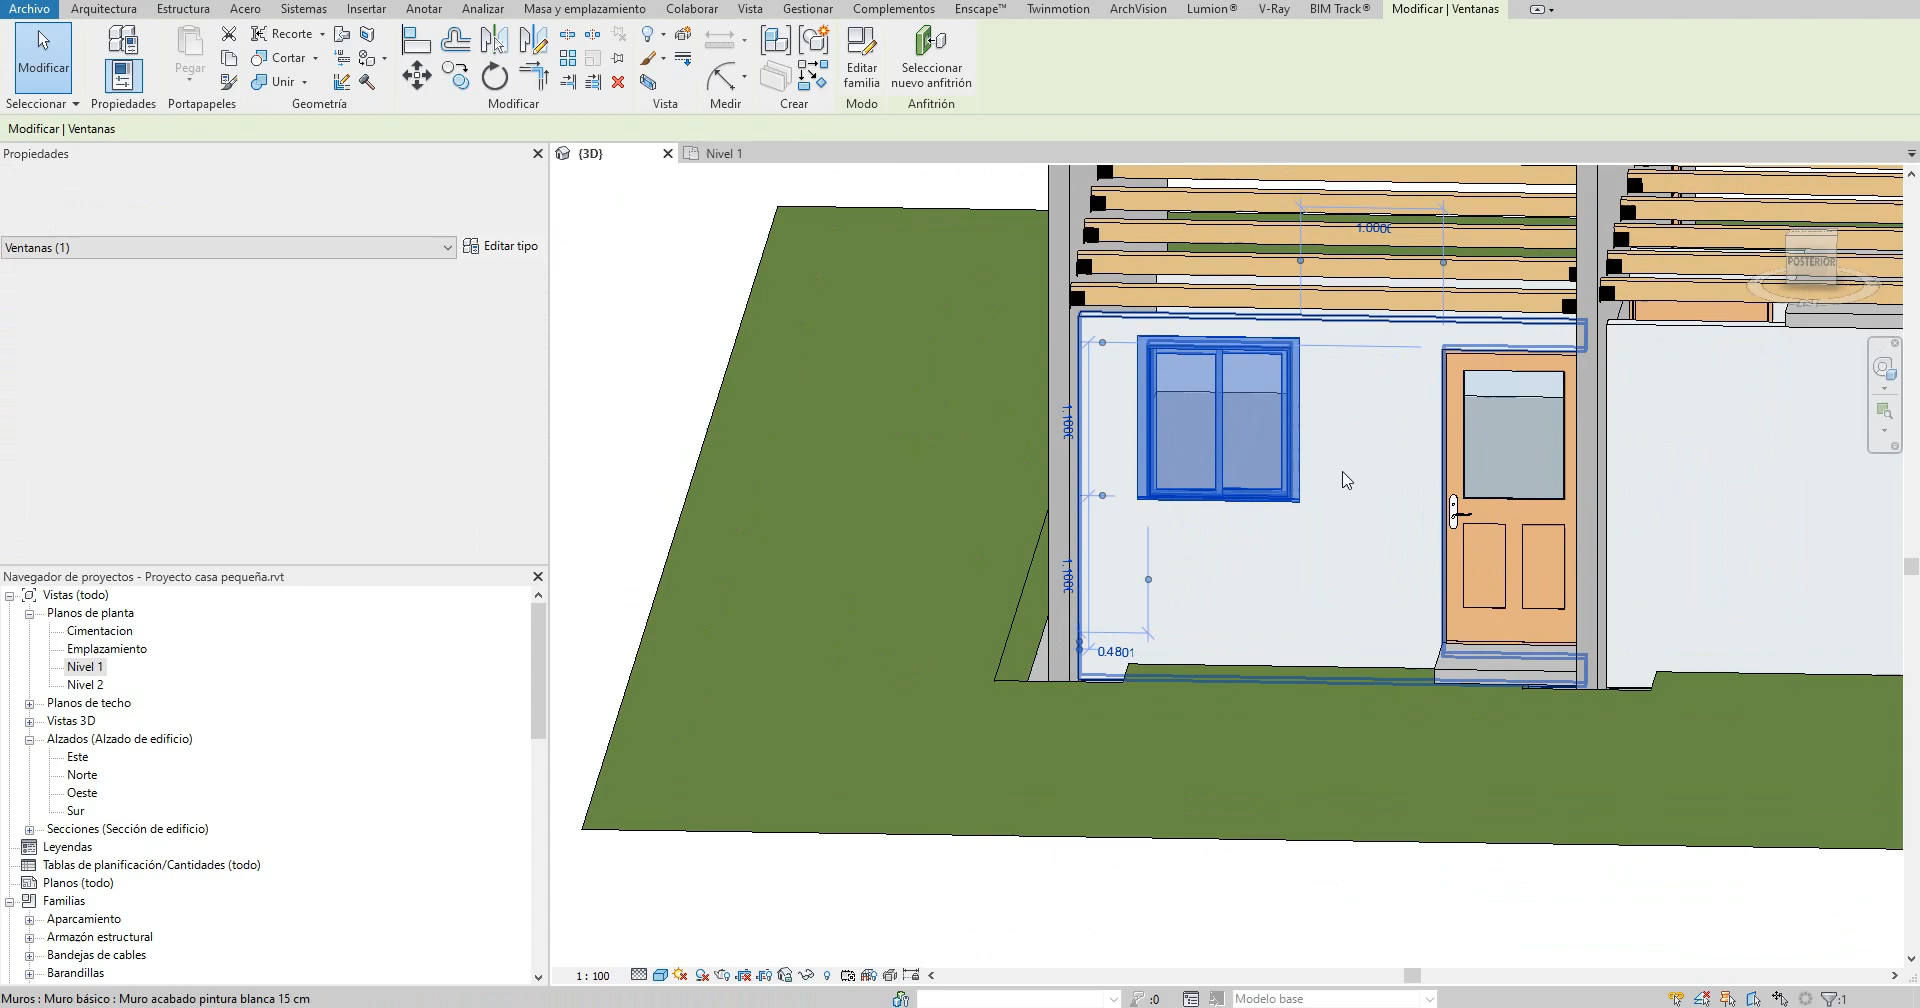 Archivo Arquitectura Estructura Acero Sistemas Insertar Anotar Analizar Masa y emplazamiento Colaborar Vista Gestionar Complementos Enscape™ Twinmotion ArchVision Lumion® V-Ray BIM Track® Modificar | Ventanas
Recorte
Modificar Pegar Cortar Editar Seleccionar
Unir familia nuevo anfitrión
Seleccionar Propiedades Portapapeles Geometría Modificar Vista Medir Crear Modo Anfitrión
Modificar | Ventanas
Propiedades {3D} Nivel 1
Ventanas (1) Editar tipo
1.000
POSTERIOR
1.100
1.100
0.4801
Navegador de proyectos - Proyecto casa pequeña.rvt
Vistas (todo)
Planos de planta
Cimentacion
Emplazamiento
Nivel 1
Nivel 2
Planos de techo
Vistas 3D
Alzados (Alzado de edificio)
Este
Norte
Oeste
Sur
Secciones (Sección de edificio)
Leyendas
Tablas de planificación/Cantidades (todo)
Planos (todo)
Familias
Aparcamiento
Armazón estructural
Bandejas de cables
Barandillas
1 : 100
Muros : Muro básico : Muro acabado pintura blanca 15 cm :0 Modelo base :1